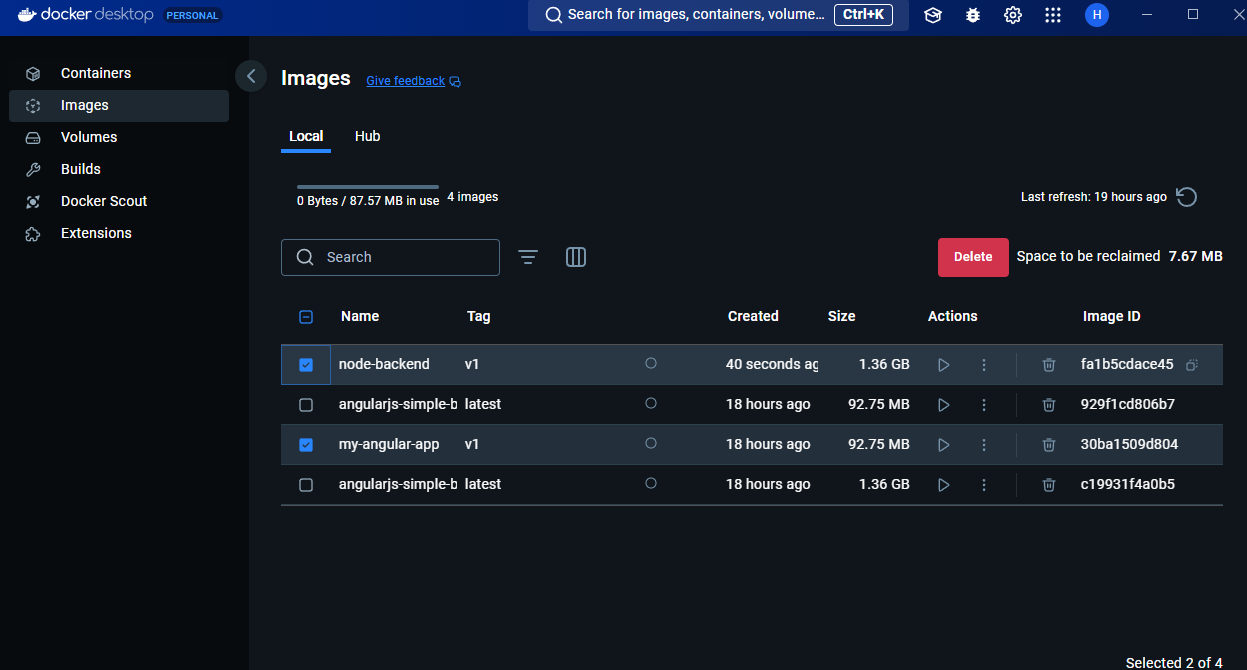 docker desktop PERSONAL Search for images, containers, volume... Ctrl+K H
Containers
Images
Volumes
Builds
Docker Scout
Extensions
Images Give feedback
Local Hub
0 Bytes / 87.57 MB in use 4 images Last refresh: 19 hours ago
Search Delete Space to be reclaimed 7.67 MB
Name Tag Created Size Actions Image ID
node-backend v1 40 seconds ag 1.36 GB fa1b5cdace45
angularjs-simple-b latest 18 hours ago 92.75 MB 929f1cd806b7
my-angular-app v1 18 hours ago 92.75 MB 30ba1509d804
angularjs-simple-b latest 18 hours ago 1.36 GB c19931f4a0b5
Selected 2 of 4